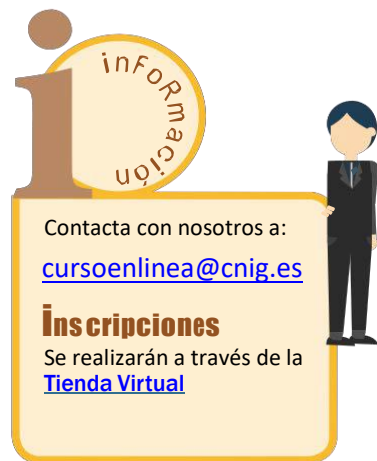 i
inFoRmación
Contacta con nosotros a:
cursoenlinea@cnig.es
inscripciones
Se realizarán a través de la
Tienda Virtual